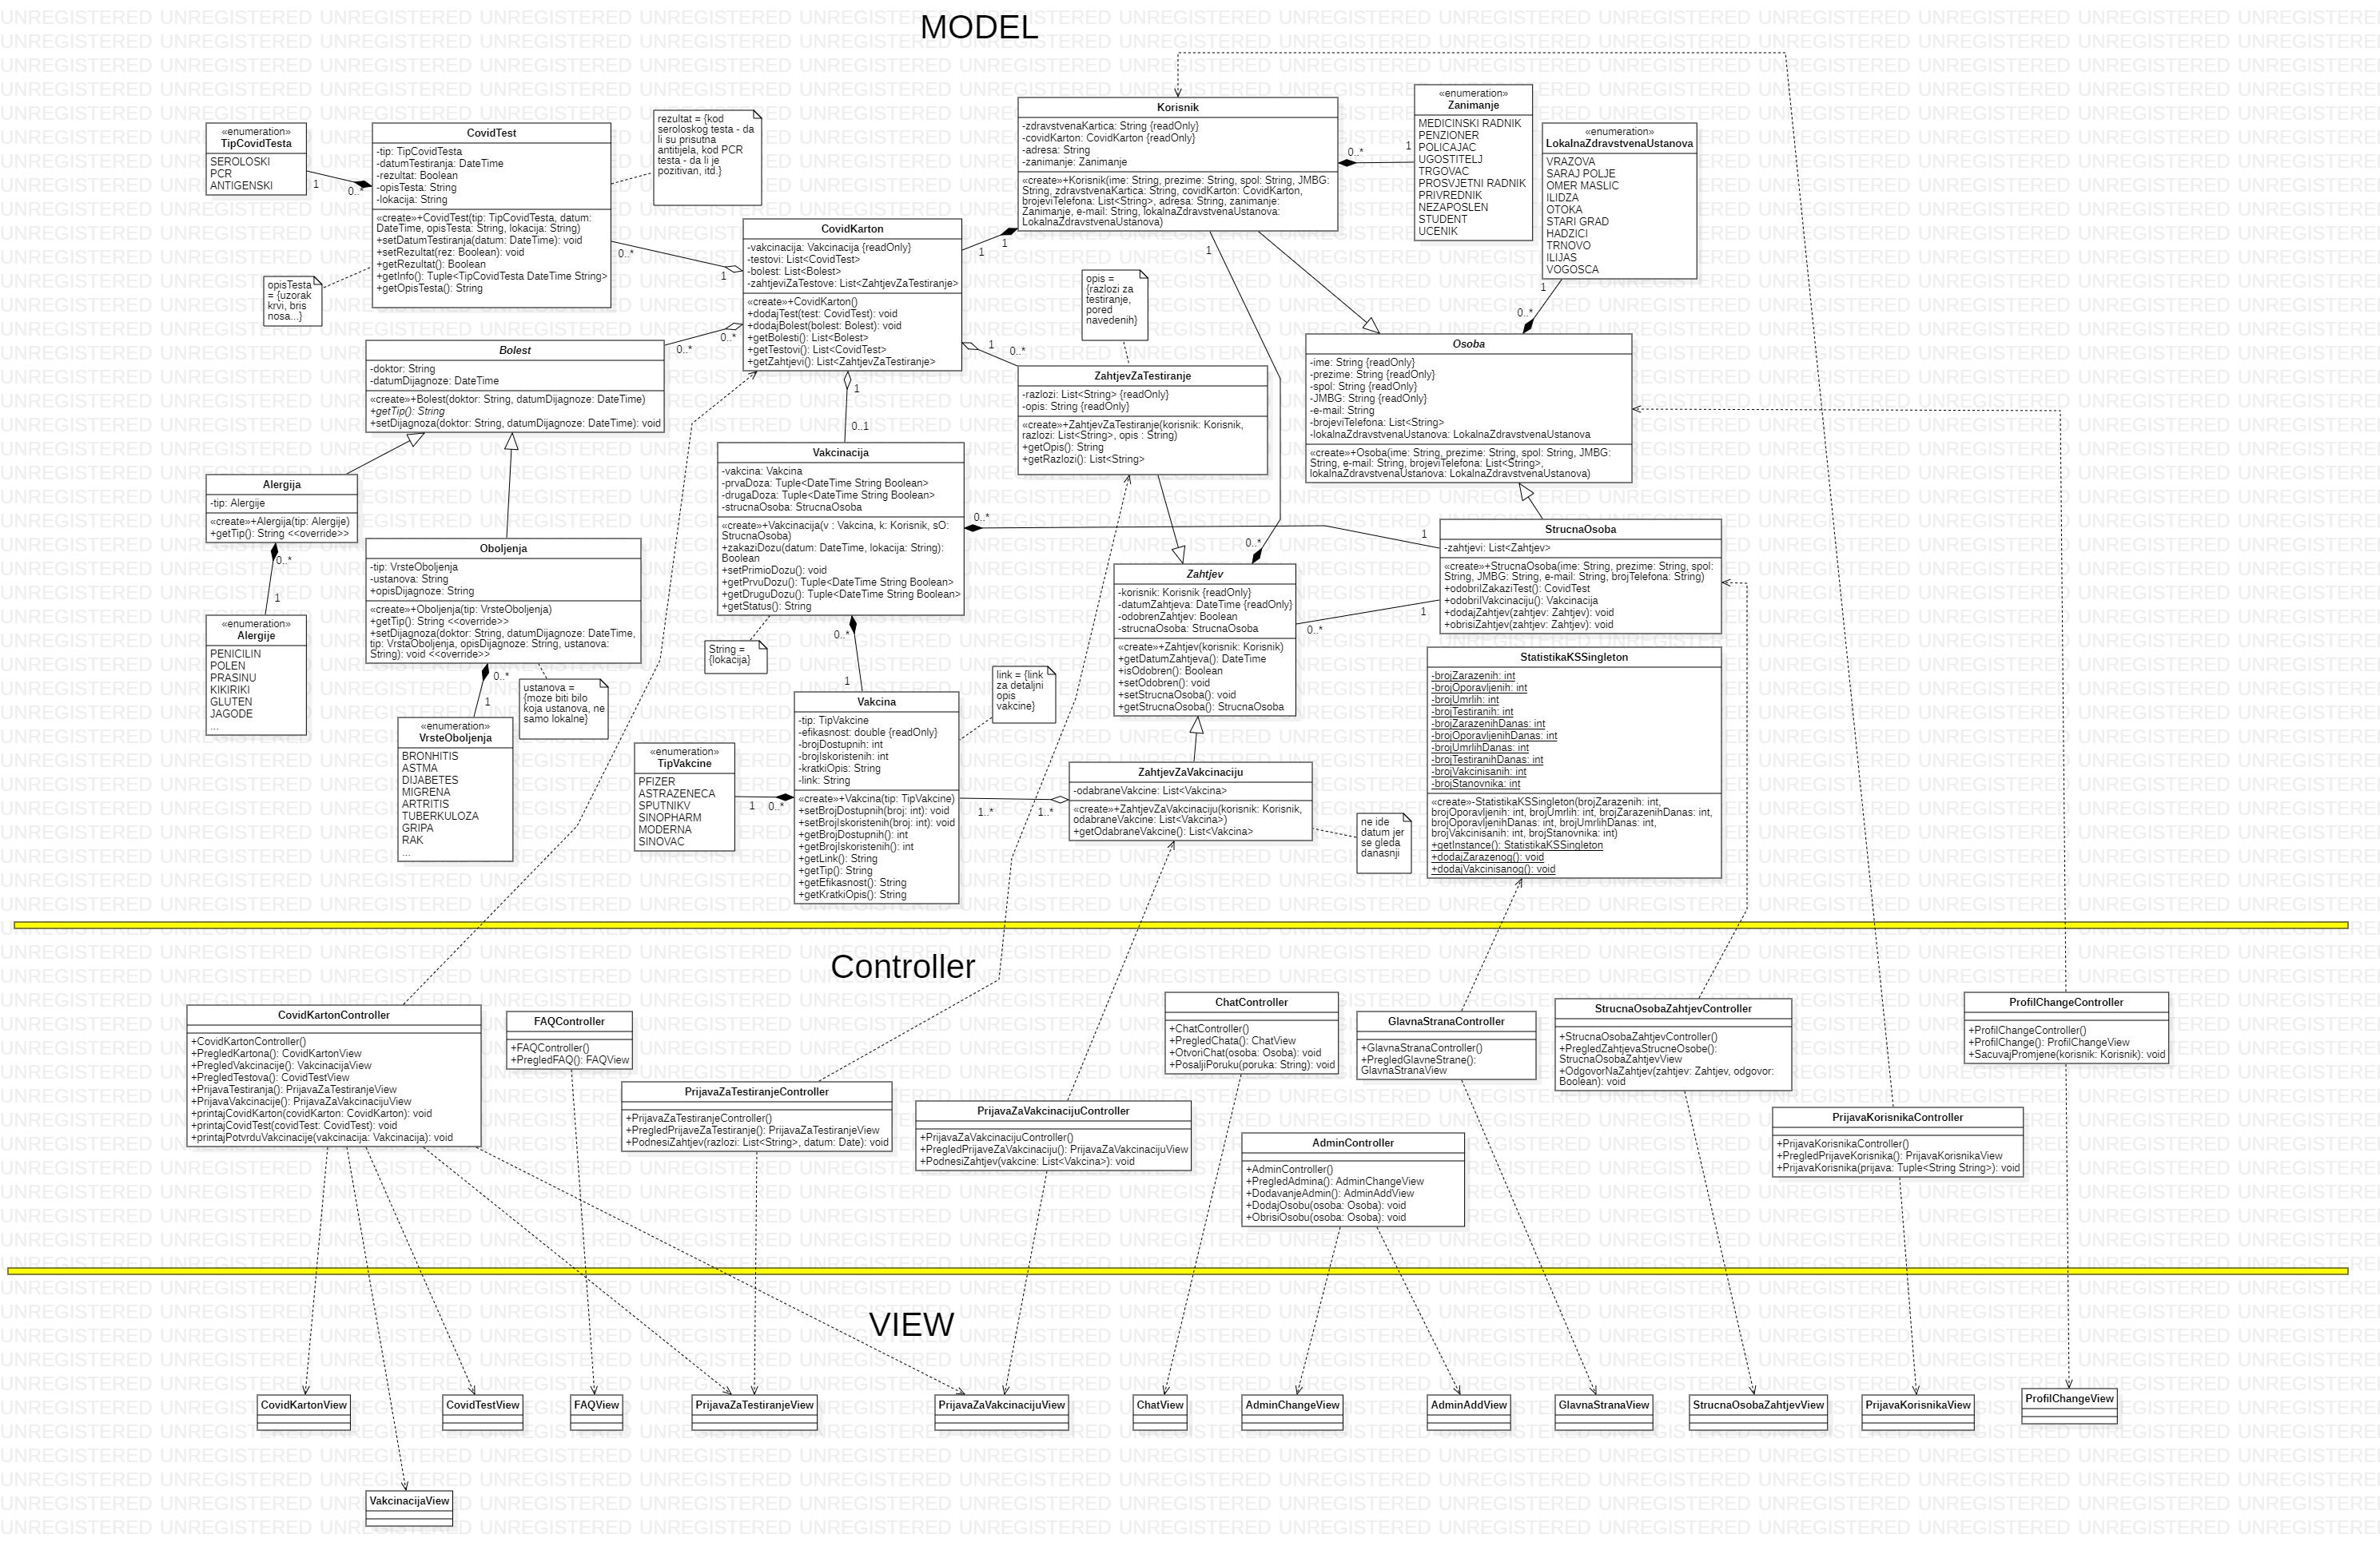 MODEL
«enumeration»
TipCovidTesta
SEROLOSKI
PCR
ANTIGENSKI
1
0..*
CovidTest
-tip: TipCovidTesta
-datumTestiranja: DateTime
-rezultat: Boolean
-opisTesta: String
-lokacija: String
«create»+CovidTest(tip: TipCovidTesta, datum:
DateTime, opisTesta: String, lokacija: String)
+setDatumTestiranja(datum: DateTime): void
+setRezultat(rez: Boolean): void
+getRezultat(): Boolean
+getInfo(): Tuple<TipCovidTesta DateTime String>
+getOpisTesta(): String
rezultat = {kod
seroloskog testa - da
li su prisutna
antitijela, kod PCR
testa - da li je
pozitivan, itd.}
opisTesta
= {uzorak
krvi, bris
nosa...}
0..*
1
CovidKarton
-vakcinacija: Vakcinacija {readOnly}
-testovi: List<CovidTest>
-bolest: List<Bolest>
-zahtjeviZaTestove: List<ZahtjevZaTestiranje>
«create»+CovidKarton()
+dodajTest(test: CovidTest): void
+dodajBolest(bolest: Bolest): void
+getBolesti(): List<Bolest>
+getTestovi(): List<CovidTest>
+getZahtjevi(): List<ZahtjevZaTestiranje>
1
1
Korisnik
-zdravstvenaKartica: String {readOnly}
-covidKarton: CovidKarton {readOnly}
-adresa: String
-zanimanje: Zanimanje
«create»+Korisnik(ime: String, prezime: String, spol: String, JMBG:
String, zdravstvenaKartica: String, covidKarton: CovidKarton,
brojeviTelefona: List<String>, adresa: String, zanimanje:
Zanimanje, e-mail: String, lokalnaZdravstvenaUstanova:
LokalnaZdravstvenaUstanova)
0..*
1
«enumeration»
Zanimanje
MEDICINSKI RADNIK
PENZIONER
POLICAJAC
UGOSTITELJ
TRGOVAC
PROSVJETNI RADNIK
PRIVREDNIK
NEZAPOSLEN
STUDENT
UCENIK
«enumeration»
LokalnaZdravstvenaUstanova
VRAZOVA
SARAJ POLJE
OMER MASLIC
ILIDZA
OTOKA
STARI GRAD
HADZICI
TRNOVO
ILIJAS
VOGOSCA
1
0..*
1
opis =
{razlozi za
testiranje,
pored
navedenih}
Osoba
-ime: String {readOnly}
-prezime: String {readOnly}
-spol: String {readOnly}
-JMBG: String {readOnly}
-e-mail: String
-brojeviTelefona: List<String>
-lokalnaZdravstvenaUstanova: LokalnaZdravstvenaUstanova
«create»+Osoba(ime: String, prezime: String, spol: String, JMBG:
String, e-mail: String, brojeviTelefona: List<String>,
lokalnaZdravstvenaUstanova: LokalnaZdravstvenaUstanova)
0..*
0..*
1
0..*
Bolest
-doktor: String
-datumDijagnoze: DateTime
«create»+Bolest(doktor: String, datumDijagnoze: DateTime)
+getTip(): String
+setDijagnoza(doktor: String, datumDijagnoze: DateTime): void
ZahtjevZaTestiranje
-razlozi: List<String> {readOnly}
-opis: String {readOnly}
«create»+ZahtjevZaTestiranje(korisnik: Korisnik,
razlozi: List<String>, opis : String)
+getOpis(): String
+getRazlozi(): List<String>
1
0..1
Vakcinacija
-vakcina: Vakcina
-prvaDoza: Tuple<DateTime String Boolean>
-drugaDoza: Tuple<DateTime String Boolean>
-strucnaOsoba: StrucnaOsoba
«create»+Vakcinacija(v : Vakcina, k: Korisnik, sO:
StrucnaOsoba)
+zakaziDozu(datum: DateTime, lokacija: String):
Boolean
+setPrimioDozu(): void
+getPrvuDozu(): Tuple<DateTime String Boolean>
+getDruguDozu(): Tuple<DateTime String Boolean>
+getStatus(): String
Alergija
-tip: Alergije
«create»+Alergija(tip: Alergije)
+getTip(): String <<override>>
0..*
1
«enumeration»
Alergije
PENICILIN
POLEN
PRASINU
KIKIRIKI
GLUTEN
JAGODE
...
Oboljenja
-tip: VrsteOboljenja
-ustanova: String
+opisDijagnoze: String
«create»+Oboljenja(tip: VrsteOboljenja)
+getTip(): String <<override>>
+setDijagnoza(doktor: String, datumDijagnoze: DateTime,
tip: VrstaOboljenja, opisDijagnoze: String, ustanova:
String): void <<override>>
0..*
1
ustanova =
{moze biti bilo
koja ustanova, ne
samo lokalne}
«enumeration»
VrsteOboljenja
BRONHITIS
ASTMA
DIJABETES
MIGRENA
ARTRITIS
TUBERKULOZA
GRIPA
RAK
...
0..*
1
StrucnaOsoba
-zahtjevi: List<Zahtjev>
«create»+StrucnaOsoba(ime: String, prezime: String, spol:
String, JMBG: String, e-mail: String, brojTelefona: String)
+odobriIZakaziTest(): CovidTest
+odobriIVakcinaciju(): Vakcinacija
+dodajZahtjev(zahtjev: Zahtjev): void
+obrisiZahtjev(zahtjev: Zahtjev): void
0..*
Zahtjev
-korisnik: Korisnik {readOnly}
-datumZahtjeva: DateTime {readOnly}
-odobrenZahtjev: Boolean
-strucnaOsoba: StrucnaOsoba
«create»+Zahtjev(korisnik: Korisnik)
+getDatumZahtjeva(): DateTime
+isOdobren(): Boolean
+setOdobren(): void
+setStrucnaOsoba(): void
+getStrucnaOsoba(): StrucnaOsoba
0..*
1
String =
{lokacija}
0..*
1
link = {link
za detaljni
opis
vakcine}
Vakcina
-tip: TipVakcine
-efikasnost: double {readOnly}
-brojDostupnih: int
-brojIskoristenih: int
-kratkiOpis: String
-link: String
«create»+Vakcina(tip: TipVakcine)
+setBrojDostupnih(broj: int): void
+setBrojIskoristenih(broj: int): void
+getBrojDostupnih(): int
+getBrojIskoristenih(): int
+getLink(): String
+getTip(): String
+getEfikasnost(): String
+getKratkiOpis(): String
«enumeration»
TipVakcine
PFIZER
ASTRAZENECA
SPUTNIKV
SINOPHARM
MODERNA
SINOVAC
1
0..*
1..*
1..*
ZahtjevZaVakcinaciju
-odabraneVakcine: List<Vakcina>
«create»+ZahtjevZaVakcinaciju(korisnik: Korisnik,
odabraneVakcine: List<Vakcina>)
+getOdabraneVakcine(): List<Vakcina>
ne ide
datum jer
se gleda
danasnji
StatistikaKSSingleton
-brojZarazenih: int
-brojOporavljenih: int
-brojUmrlih: int
-brojTestiranih: int
-brojZarazenihDanas: int
-brojOporavljenihDanas: int
-brojUmrlihDanas: int
-brojTestiranihDanas: int
-brojVakcinisanih: int
-brojStanovnika: int
«create»-StatistikaKSSingleton(brojZarazenih: int,
brojOporavljenih: int, brojUmrlih: int, brojZarazenihDanas: int,
brojOporavljenihDanas: int, brojUmrlihDanas: int,
brojVakcinisanih: int, brojStanovnika: int)
+getInstance(): StatistikaKSSingleton
+dodajZarazenog(): void
+dodajVakcinisanog(): void
Controller
CovidKartonController
+CovidKartonController()
+PregledKartona(): CovidKartonView
+PregledVakcinacije(): VakcinacijaView
+PregledTestova(): CovidTestView
+PrijavaTestiranja(): PrijavaZaTestiranjeView
+PrijavaVakcinacije(): PrijavaZaVakcinacijuView
+printajCovidKarton(covidKarton: CovidKarton): void
+printajCovidTest(covidTest: CovidTest): void
+printajPotvrduVakcinacije(vakcinacija: Vakcinacija): void
FAQController
+FAQController()
+PregledFAQ(): FAQView
PrijavaZaTestiranjeController
+PrijavaZaTestiranjeController()
+PregledPrijaveZaTestiranje(): PrijavaZaTestiranjeView
+PodnesiZahtjev(razlozi: List<String>, datum: Date): void
PrijavaZaVakcinacijuController
+PrijavaZaVakcinacijuController()
+PregledPrijaveZaVakcinaciju(): PrijavaZaVakcinacijuView
+PodnesiZahtjev(vakcine: List<Vakcina>): void
ChatController
+ChatController()
+PregledChata(): ChatView
+OtvoriChat(osoba: Osoba): void
+PosaljiPoruku(poruka: String): void
AdminController
+AdminController()
+PregledAdmina(): AdminChangeView
+DodavanjeAdmin(): AdminAddView
+DodajOsobu(osoba: Osoba): void
+ObrisiOsobu(osoba: Osoba): void
GlavnaStranaController
+GlavnaStranaController()
+PregledGlavneStrane():
GlavnaStranaView
StrucnaOsobaZahtjevController
+StrucnaOsobaZahtjevController()
+PregledZahtjevaStrucneOsobe():
StrucnaOsobaZahtjevView
+OdgovorNaZahtjev(zahtjev: Zahtjev, odgovor:
Boolean): void
PrijavaKorisnikaController
+PrijavaKorisnikaController()
+PregledPrijaveKorisnika(): PrijavaKorisnikaView
+PrijavaKorisnika(prijava: Tuple<String String>): void
ProfilChangeController
+ProfilChangeController()
+ProfilChange(): ProfilChangeView
+SacuvajPromjene(korisnik: Korisnik): void
VIEW
CovidKartonView
CovidTestView
FAQView
PrijavaZaTestiranjeView
PrijavaZaVakcinacijuView
ChatView
AdminChangeView
AdminAddView
GlavnaStranaView
StrucnaOsobaZahtjevView
PrijavaKorisnikaView
ProfilChangeView
VakcinacijaView
UNREGISTERED